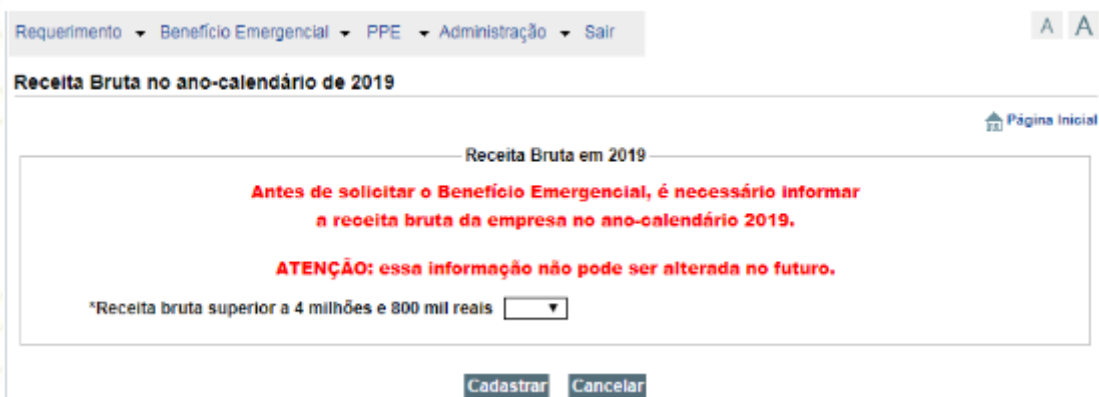 Requerimento Benefício Emergencial PPE Administração Sair
A A
Receita Bruta no ano-calendário de 2019
Página Inicial
Receita Bruta em 2019
Antes de solicitar o Benefício Emergencial, é necessário informar
a receita bruta da empresa no ano-calendário 2019.
ATENÇÃO: essa informação não pode ser alterada no futuro.
*Receita bruta superior a 4 milhões e 800 mil reais
Cadastrar Cancelar